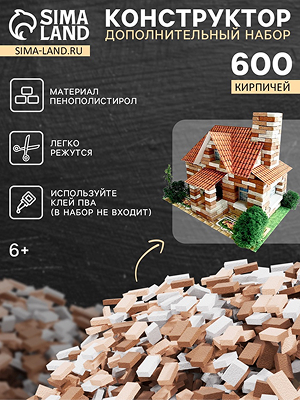 SIMA
LAND
SIMA-LAND.RU
КОНСТРУКТОР
ДОПОЛНИТЕЛЬНЫЙ НАБОР
600
КИРПИЧЕЙ
МАТЕРИАЛ
ПЕНОПОЛИСТИРОЛ
ЛЕГКО
РЕЖУТСЯ
ИСПОЛЬЗУЙТЕ
КЛЕЙ ПВА
(В НАБОР НЕ ВХОДИТ)
6+